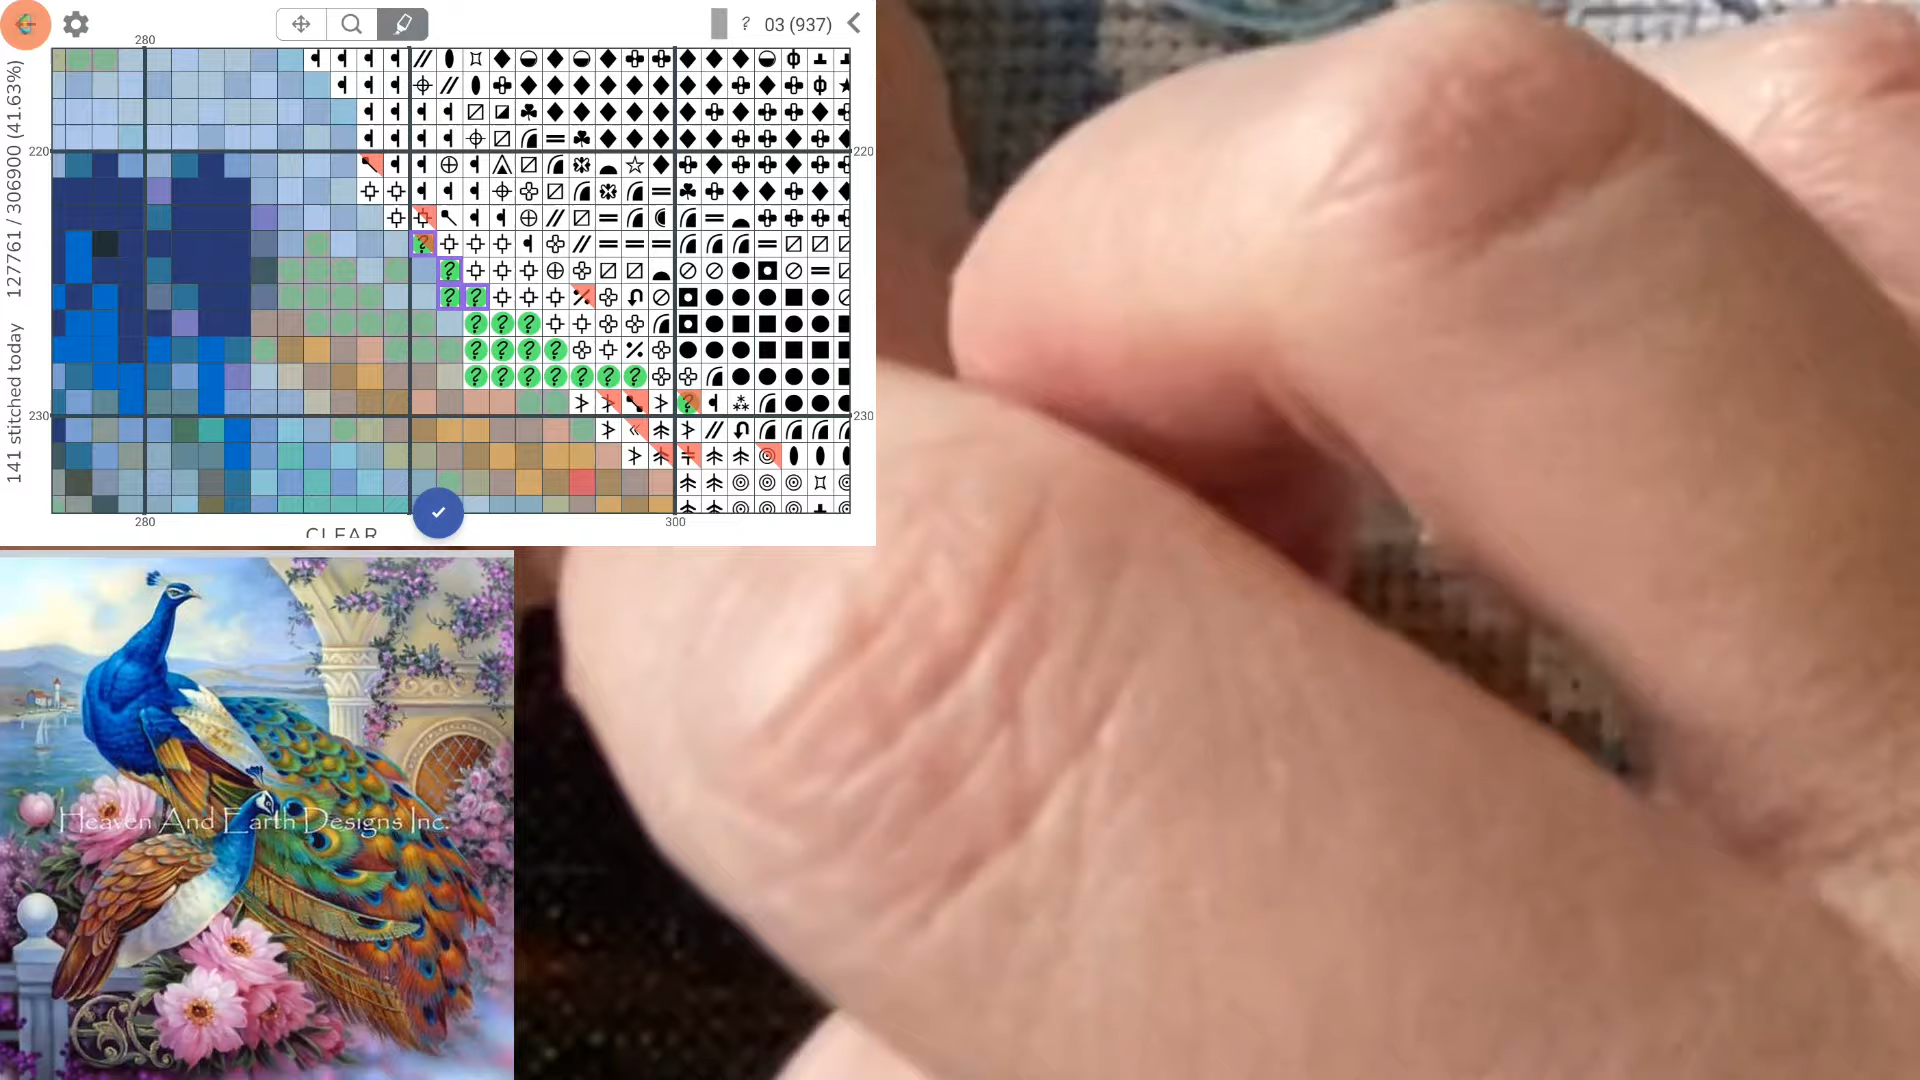 ? 03 (937)
280
141 stitched today 127761 / 306900 (41.63%)
220 220
230 230
280 300
CLEAR
Heaven And Earth Designs Inc.